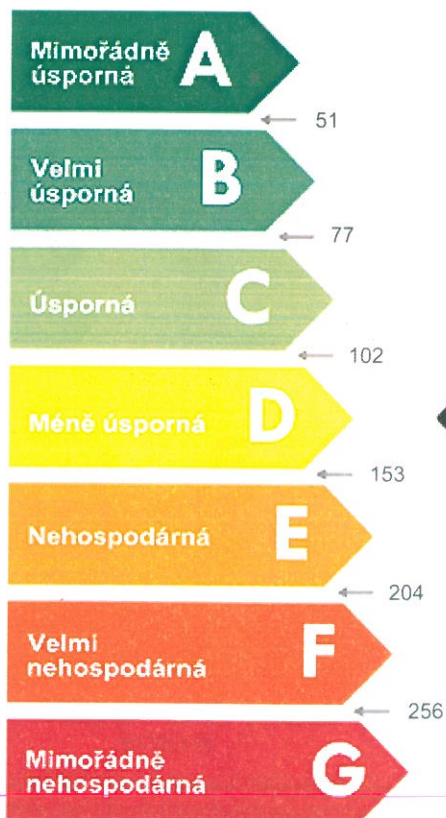 Mimořádně
úsporná
A
51
Velmi
úsporná
B
77
Úsporná
C
102
Méně úsporná
D
153
Nehospodárná
E
204
Velmi
nehospodárná
F
256
Mimořádně
nehospodárná
G